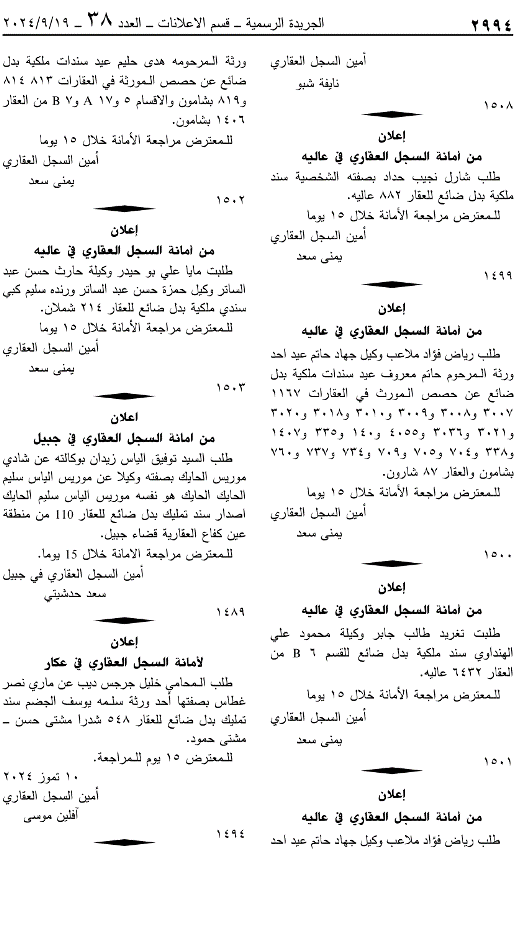 ٢٩٩٤
الجريدة الرسمية ـ قسم الاعلانات ـ العدد ٣٨ ـ ٢٠٢٤/٩/١٩
أمين السجل العقاري
نايفة شبو
١٥٠٨
إعلان
من أمانة السجل العقاري في عاليه
طلب شارل نجيب حداد بصفته الشخصية سند
ملكية بدل ضائع للعقار ٨٨٢ عاليه.
للمعترض مراجعة الأمانة خلال ١٥ يوما
أمين السجل العقاري
يمنى سعد
١٤٩٩
إعلان
من أمانة السجل العقاري في عاليه
طلب رياض فؤاد ملاعب وكيل جهاد حاتم عيد احد
ورثة المرحوم حاتم معروف عيد سندات ملكية بدل
ضائع عن حصص المورث في العقارات ١١٦٧
٣٠٠٧ و٣٠٠٨ و٣٠٠٩ و٣٠١٠ و٣٠١٨ و٣٠٢٠
و٣٠٢١ و٣٠٣٦ و٤٠٥٥ و١٤٠ و٣٣٥ و١٤٠٧
و٣٣٨ و٧٠٤ و٧٠٥ و٧٠٩ و٧٣٤ و٧٣٧ و٧٦٠
بشامون والعقار ٨٧ شارون.
للمعترض مراجعة الأمانة خلال ١٥ يوما
أمين السجل العقاري
يمنى سعد
١٥٠٠
إعلان
من أمانة السجل العقاري في عاليه
طلبت تغريد طالب جابر وكيلة محمود علي
الهنداوي سند ملكية بدل ضائع للقسم ٦ B من
العقار ٦٤٣٢ عاليه.
للمعترض مراجعة الأمانة خلال ١٥ يوما
أمين السجل العقاري
يمنى سعد
١٥٠١
إعلان
من أمانة السجل العقاري في عاليه
طلب رياض فؤاد ملاعب وكيل جهاد حاتم عيد احد
ورثة المرحومه هدى حليم عيد سندات ملكية بدل
ضائع عن حصص المورثة في العقارات ٨١٣ ٨١٤
و٨١٩ بشامون والاقسام ٥ و١٧ A و٧ B من العقار
١٤٠٦ بشامون.
للمعترض مراجعة الأمانة خلال ١٥ يوما
أمين السجل العقاري
يمنى سعد
١٥٠٢
إعلان
من أمانة السجل العقاري في عاليه
طلبت مايا علي بو حيدر وكيلة حارث حسن عبد
الساتر وكيل حمزة حسن عبد الساتر ورنده سليم كبي
سندي ملكية بدل ضائع للعقار ٢١٤ شملان.
للمعترض مراجعة الأمانة خلال ١٥ يوما
أمين السجل العقاري
يمنى سعد
١٥٠٣
اعلان
من امانة السجل العقاري في جبيل
طلب السيد توفيق الياس زيدان بوكالته عن شادي
موريس الحايك بصفته وكيلا عن موريس الياس سليم
الحايك الحايك هو نفسه موريس الياس سليم الحايك
اصدار سند تمليك بدل ضائع للعقار 110 من منطقة
عين كفاع العقارية قضاء جبيل.
للمعترض مراجعة الامانة خلال 15 يوما.
أمين السجل العقاري في جبيل
سعد حدشيتي
١٤٨٩
إعلان
لأمانة السجل العقاري في عكار
طلب المحامي خليل جرجس ديب عن ماري نصر
غطاس بصفتها أحد ورثة سلمه يوسف الجضم سند
تمليك بدل ضائع للعقار ٥٤٨ شدرا مشتى حسن ـ
مشتى حمود.
للمعترض ١٥ يوم للمراجعة.
١٠ تموز ٢٠٢٤
أمين السجل العقاري
آفلين موسى
١٤٩٤